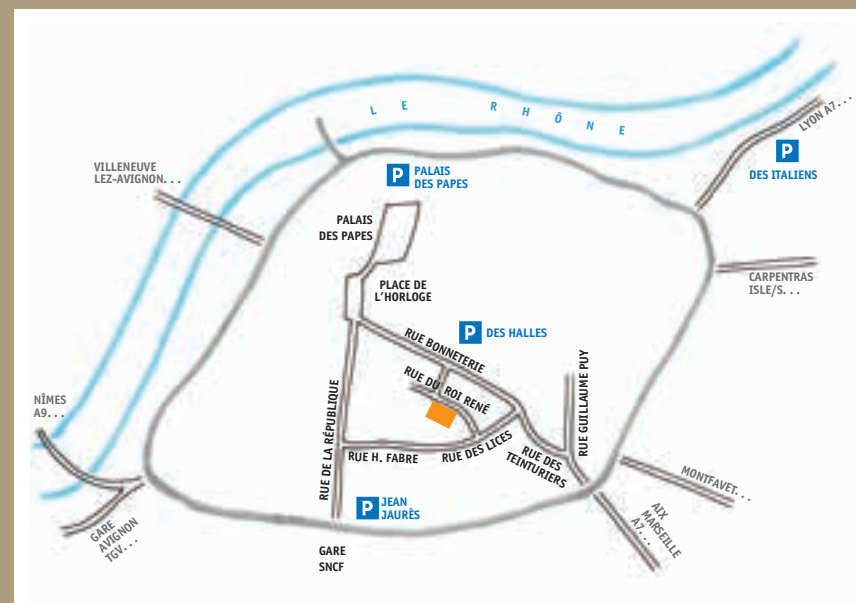 LE RHÔNE
LYON A7...
P
DES ITALIENS
VILLENEUVE
LEZ-AVIGNON...
P
PALAIS
DES PAPES
PALAIS
DES PAPES
CARPENTRAS
ISLE/S...
PLACE DE
L'HORLOGE
P
DES HALLES
RUE BONNETERIE
RUE DU ROI RENÉ
RUE GUILLAUME PUY
NÎMES
A9...
RUE DE LA RÉPUBLIQUE
RUE H. FABRE
RUE DES LICES
RUE DES
TEINTURIERS
MONTFAVET...
P
JEAN
JAURÈS
GARE
AVIGNON
TGV...
AIX
MARSEILLE
A7...
GARE
SNCF